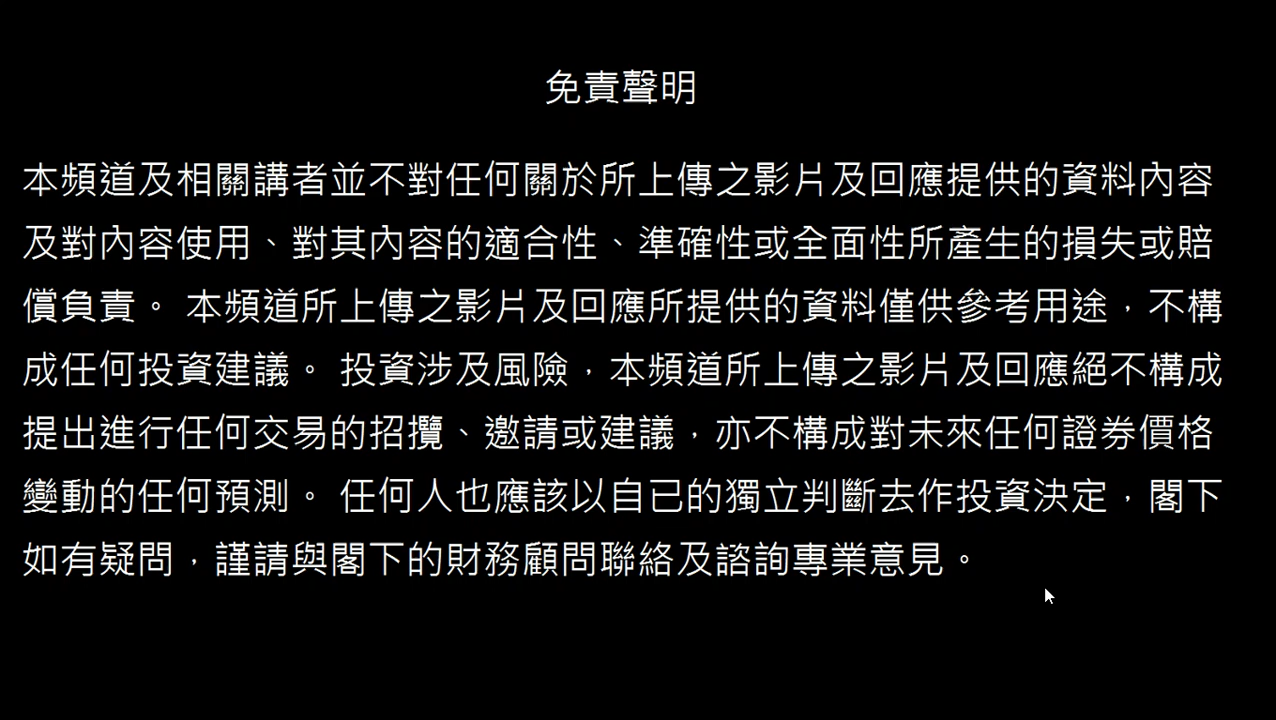 免責聲明
本頻道及相關講者並不對任何關於所上傳之影片及回應提供的資料內容
及對內容使用、對其內容的適合性、準確性或全面性所產生的損失或賠
償負責。 本頻道所上傳之影片及回應所提供的資料僅供參考用途，不構
成任何投資建議。 投資涉及風險，本頻道所上傳之影片及回應絕不構成
提出進行任何交易的招攬、邀請或建議，亦不構成對未來任何證券價格
變動的任何預測。 任何人也應該以自己的獨立判斷去作投資決定，閣下
如有疑問，謹請與閣下的財務顧問聯絡及諮詢專業意見。